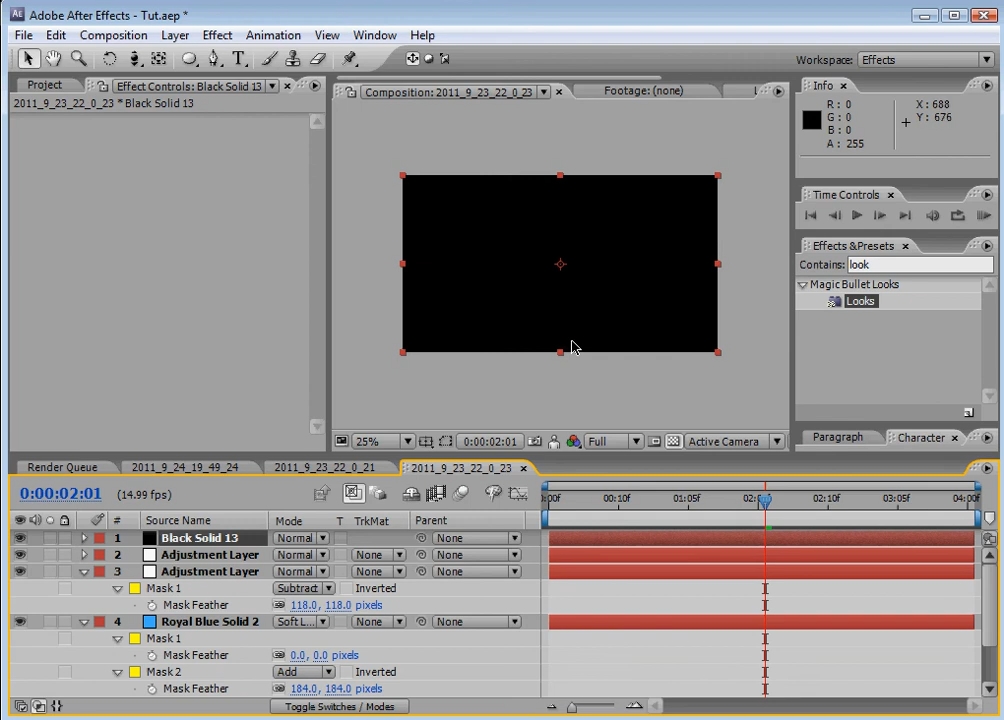 Adobe After Effects - Tut.aep *
File Edit Composition Layer Effect Animation View Window Help
Workspace: Effects
Project
Effect Controls: Black Solid 13
2011_9_23_22_0_23 * Black Solid 13
Composition: 2011_9_23_22_0_23
Footage: (none)
Info
R: 0
G: 0
B: 0
A: 255
X: 688
Y: 676
Time Controls
Effects & Presets
Contains: look
Magic Bullet Looks
Looks
25%
0:00:02:01
Full
Active Camera
Paragraph
Character
Render Queue
2011_9_24_19_49_24
2011_9_23_22_0_21
2011_9_23_22_0_23
0:00:02:01
(14.99 fps)
00:10f 01:05f 02:10f 03:05f 04:00f
# Source Name Mode T TrkMat Parent
1 Black Solid 13 Normal None
2 Adjustment Layer Normal None None
3 Adjustment Layer Normal None None
Mask 1 Subtract Inverted
Mask Feather 118.0, 118.0 pixels
4 Royal Blue Solid 2 Soft L... None None
Mask 1
Mask Feather 0.0, 0.0 pixels
Mask 2 Add Inverted
Mask Feather 184.0, 184.0 pixels
Toggle Switches / Modes